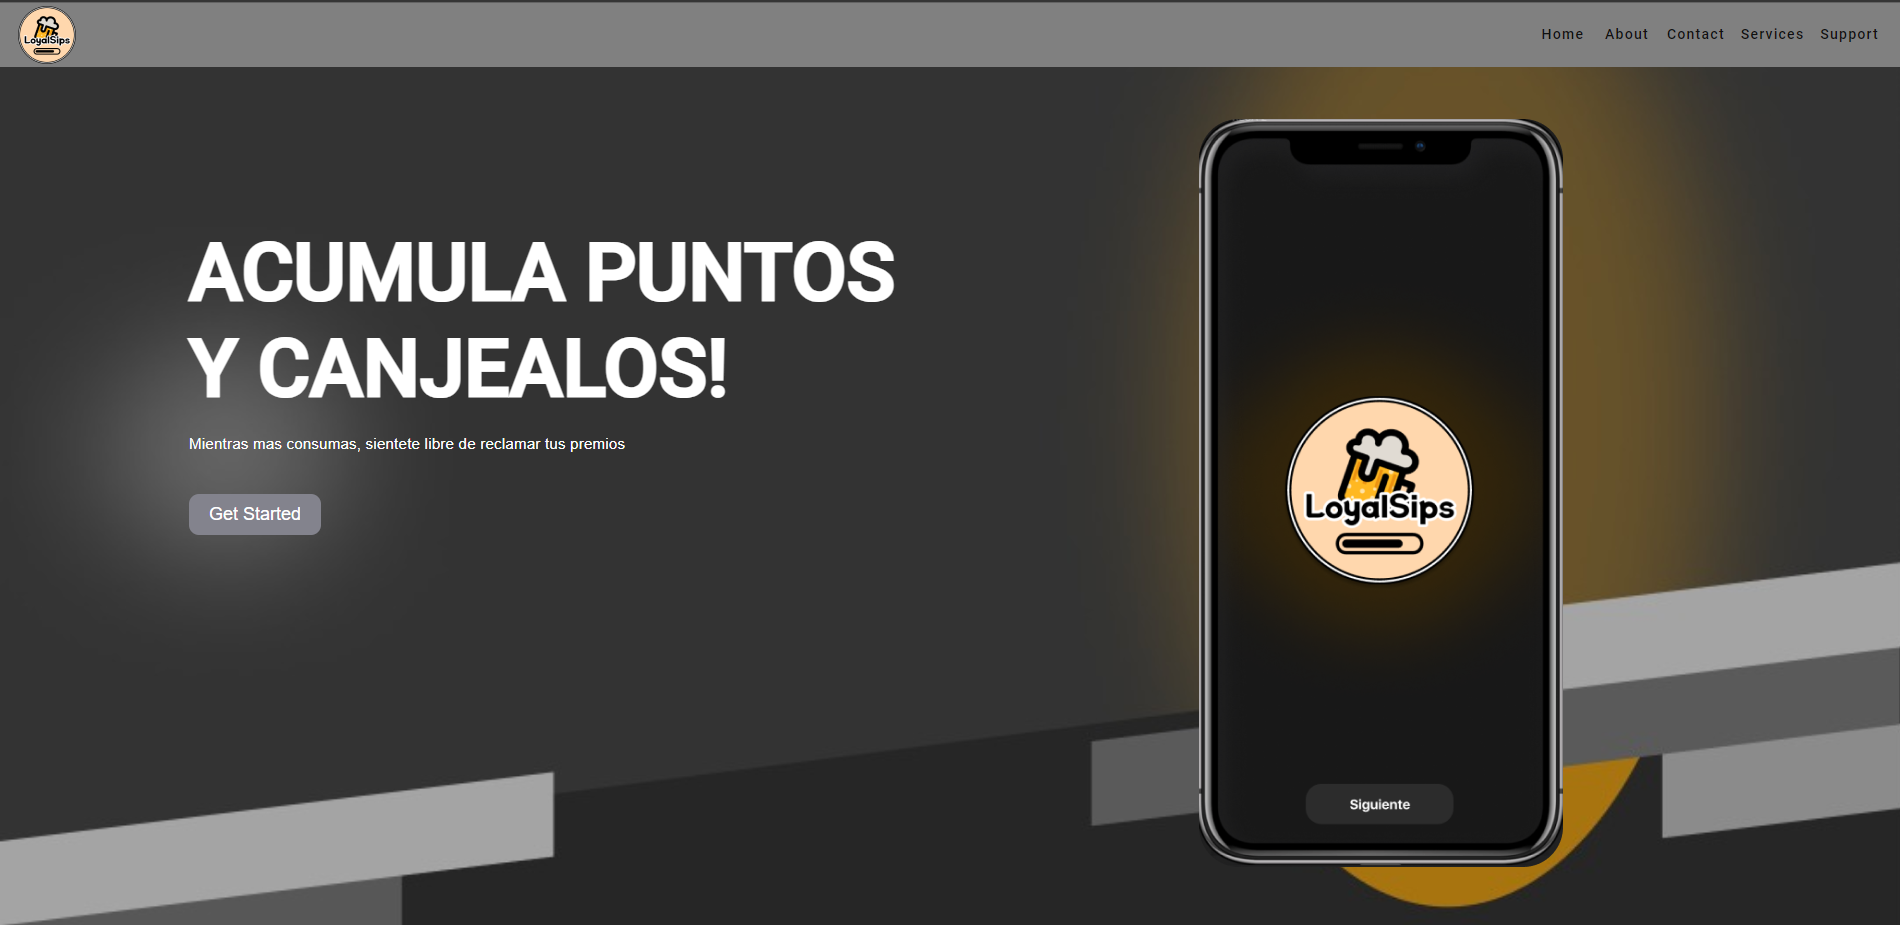 LoyalSips
Home About Contact Services Support
ACUMULA PUNTOS
Y CANJEALOS!
Mientras mas consumas, sientete libre de reclamar tus premios
Get Started
LoyalSips
Siguiente